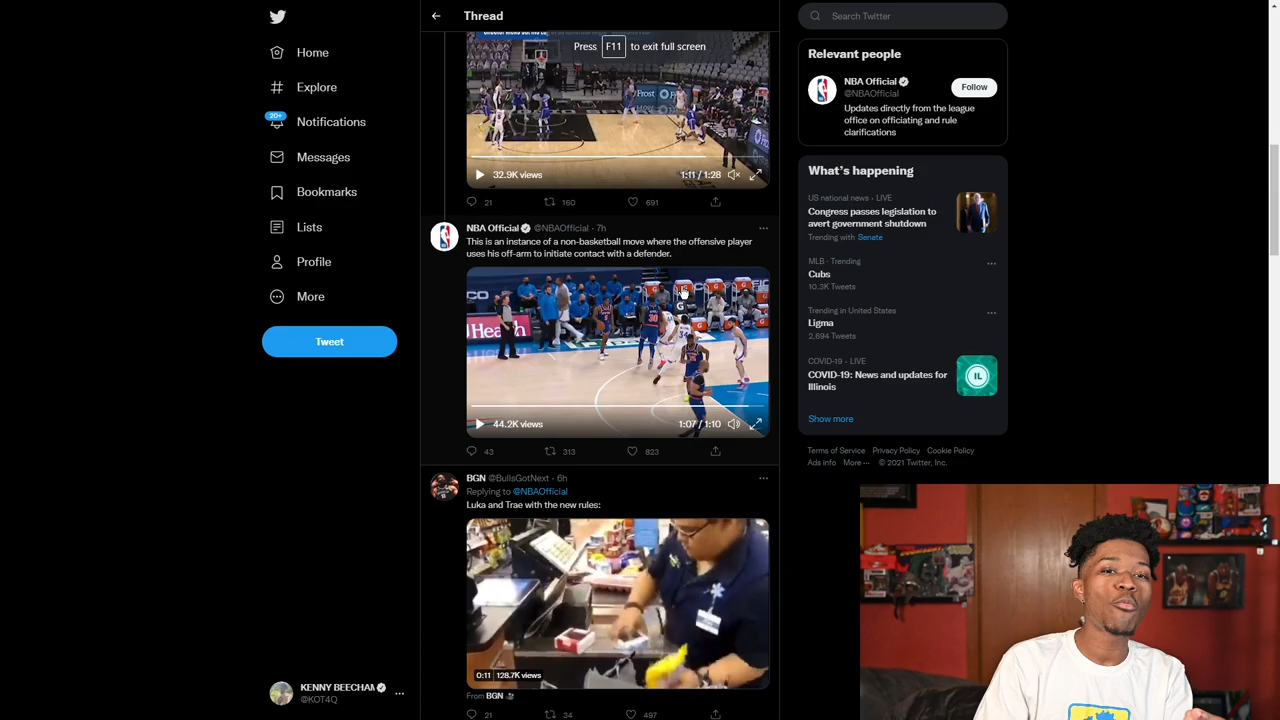 Thread
Search Twitter
Press F11 to exit full screen
Home
Explore
20+
Notifications
Messages
Bookmarks
Lists
Profile
More
Tweet
Frost
32.9K views
1:11 / 1:28
21
160
691
NBA Official @NBAOfficial · 7h
This is an instance of a non-basketball move where the offensive player
uses his off-arm to initiate contact with a defender.
Health
44.2K views
1:07 / 1:10
43
313
823
BGN @BullsGotNext · 6h
Replying to @NBAOfficial
Luka and Trae with the new rules:
0:11
128.7K views
From BGN
21
34
497
KENNY BEECHAM
@KOT4Q
Relevant people
NBA Official
@NBAOfficial
Follow
Updates directly from the league
office on officiating and rule
clarifications
What's happening
US national news · LIVE
Congress passes legislation to
avert government shutdown
Trending with Senate
MLB · Trending
Cubs
10.3K Tweets
Trending in United States
Ligma
2,694 Tweets
COVID-19 · LIVE
COVID-19: News and updates for
Illinois
IL
Show more
Terms of Service Privacy Policy Cookie Policy
Ads info More ··· © 2021 Twitter, Inc.